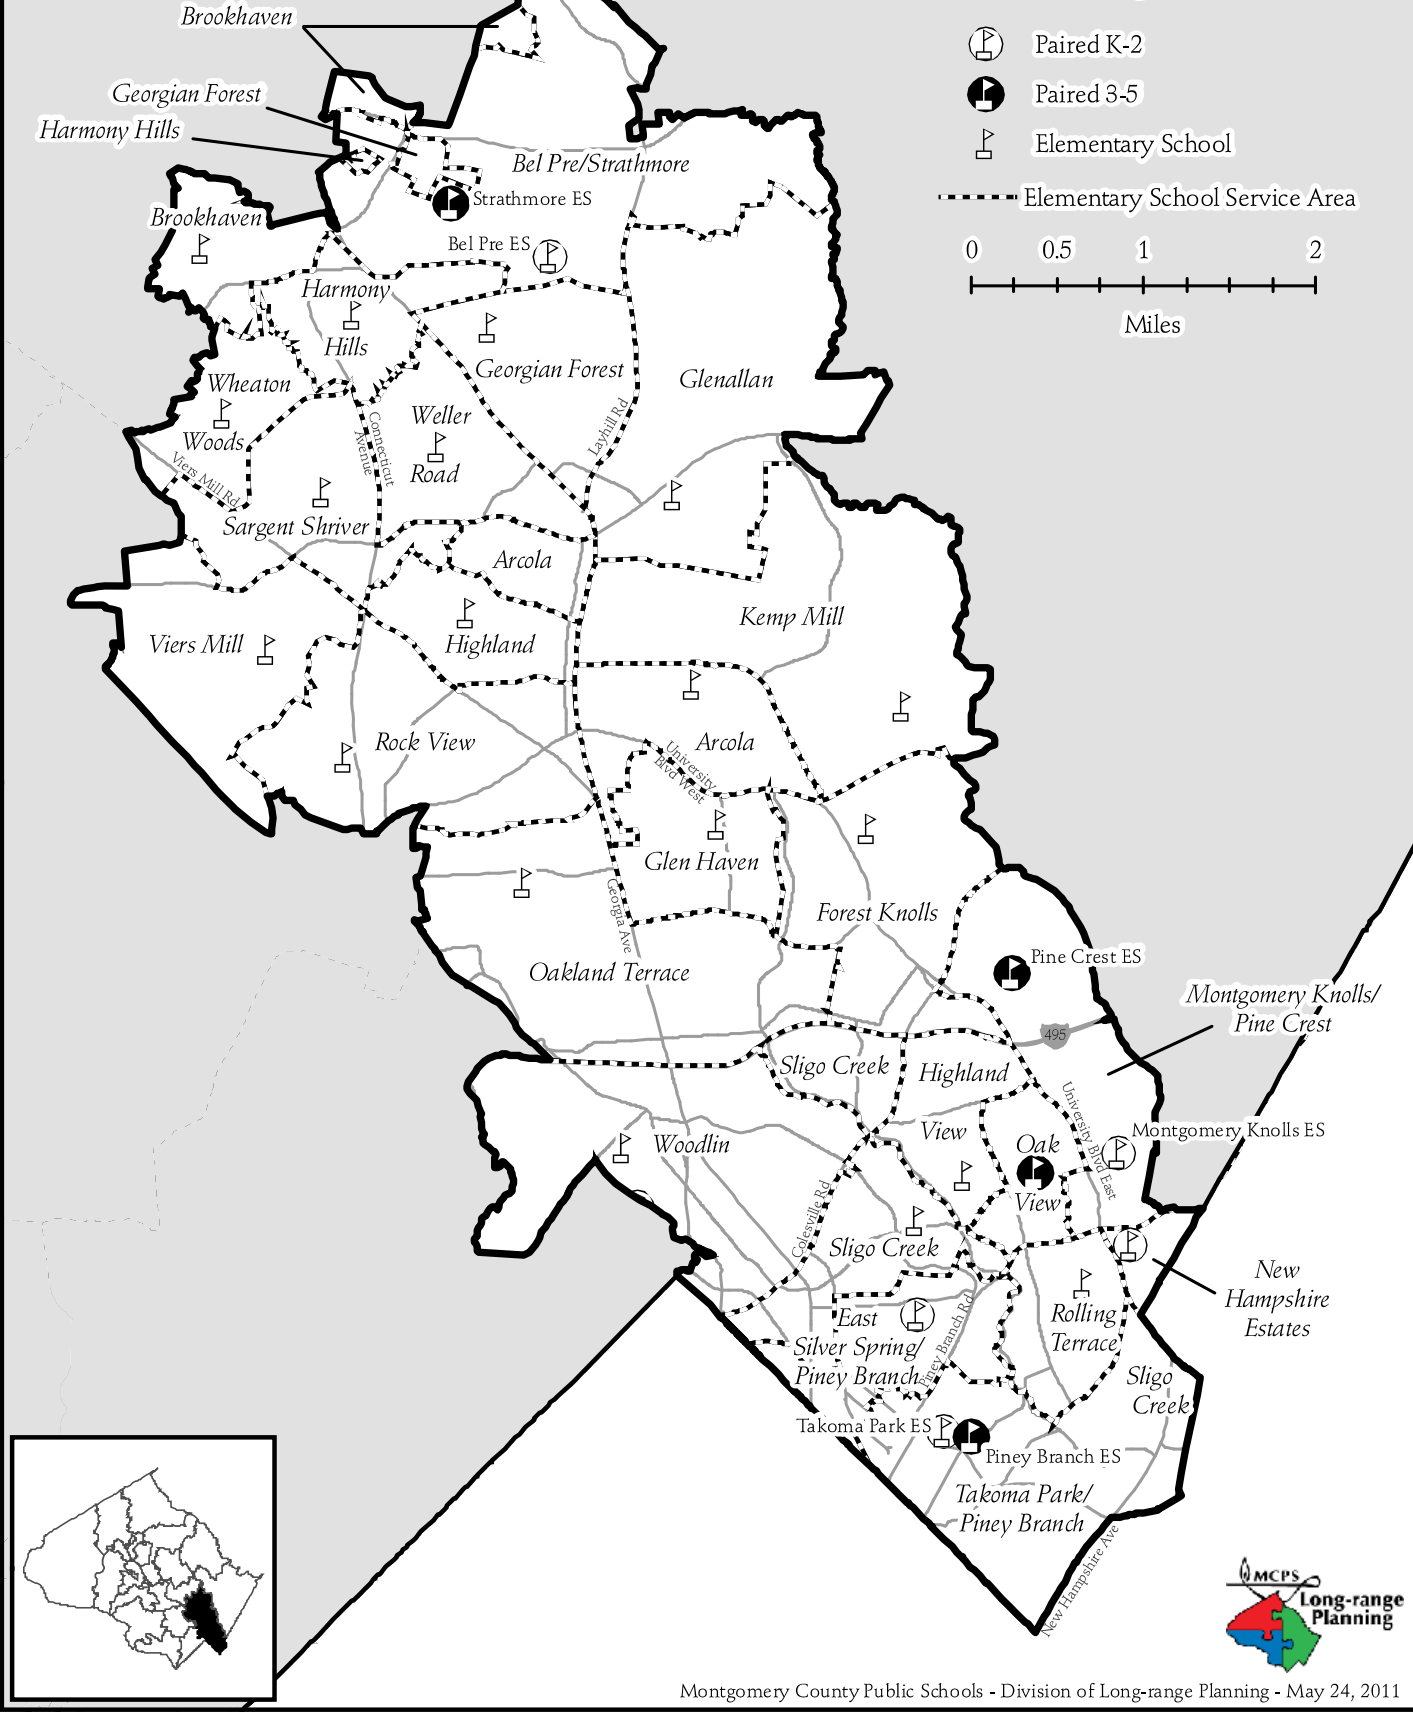 Brookhaven
Georgian Forest
Harmony Hills
Paired K-2
Paired 3-5
Elementary School
Elementary School Service Area
0 0.5 1 2
Miles
Bel Pre/Strathmore
Strathmore ES
Brookhaven
Bel Pre ES
Harmony
Hills
Georgian Forest
Glenallan
Wheaton
Woods
Weller
Road
Layhill Rd
Connecticut
Avenue
Viers Mill Rd
Sargent Shriver
Arcola
Kemp Mill
Viers Mill
Highland
Rock View
Arcola
University
Blvd West
Glen Haven
Georgia Ave
Forest Knolls
Oakland Terrace
Pine Crest ES
Montgomery Knolls/
Pine Crest
495
Sligo Creek
Highland
View
University Blvd East
Montgomery Knolls ES
Woodlin
Oak
View
Colesville Rd
Sligo Creek
New
Hampshire
Estates
East
Silver Spring/
Piney Branch
Piney Branch Rd
Rolling
Terrace
Sligo
Creek
Takoma Park ES
Piney Branch ES
Takoma Park/
Piney Branch
New Hampshire Ave
MCPS
Long-range
Planning
Montgomery County Public Schools - Division of Long-range Planning - May 24, 2011